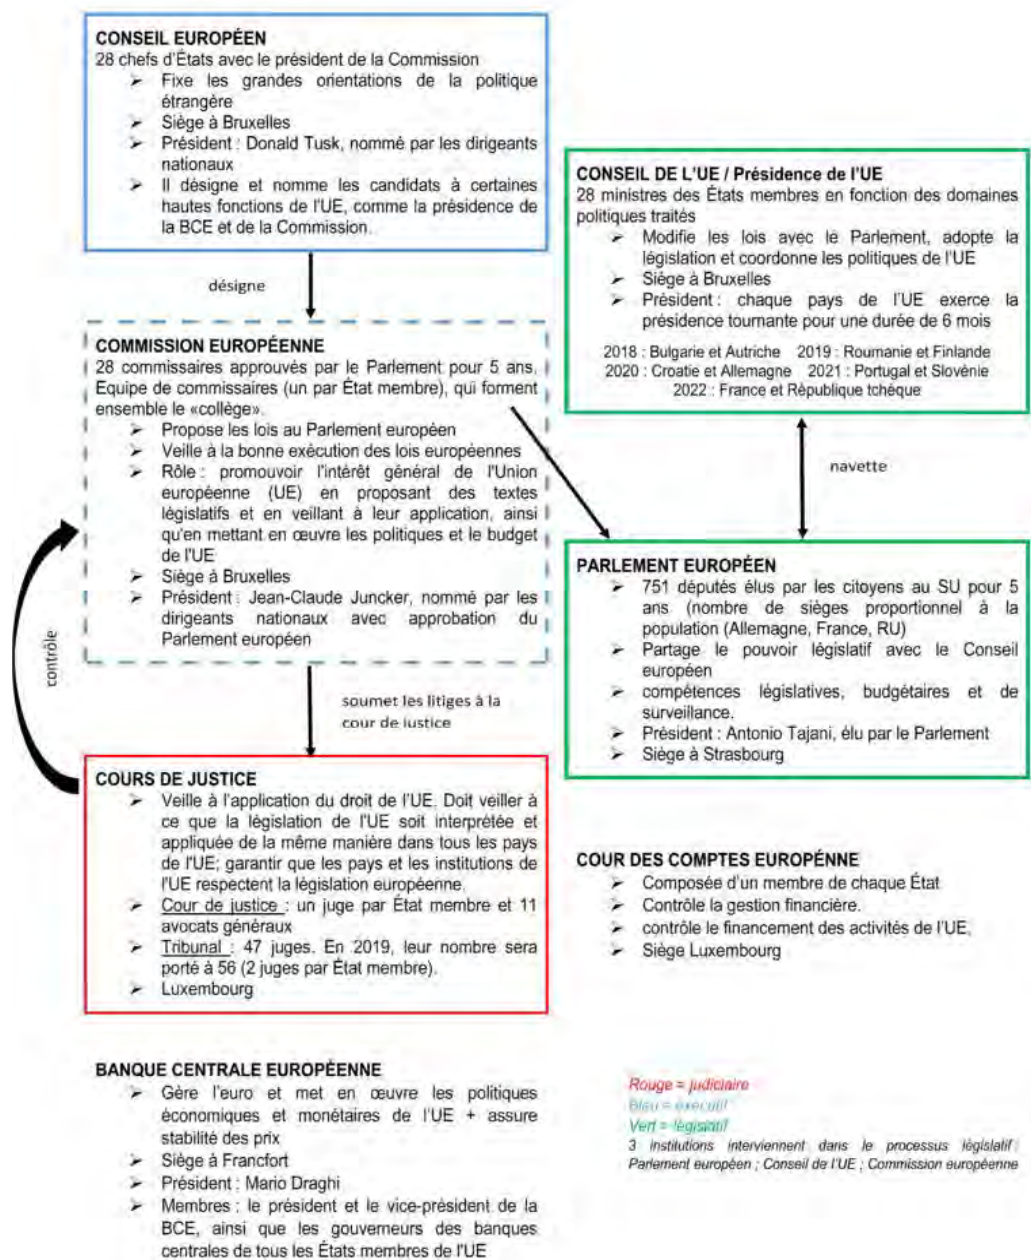 CONSEIL EUROPÉEN
28 chefs d'États avec le président de la Commission
➢ Fixe les grandes orientations de la politique
étrangère
➢ Siège à Bruxelles
➢ Président : Donald Tusk, nommé par les dirigeants
nationaux
➢ Il désigne et nomme les candidats à certaines
hautes fonctions de l'UE, comme la présidence de
la BCE et de la Commission.
désigne
CONSEIL DE L'UE / Présidence de l'UE
28 ministres des États membres en fonction des domaines
politiques traités
➢ Modifie les lois avec le Parlement, adopte la
législation et coordonne les politiques de l'UE
➢ Siège à Bruxelles
➢ Président : chaque pays de l'UE exerce la
présidence tournante pour une durée de 6 mois
2018 : Bulgarie et Autriche 2019 : Roumanie et Finlande
2020 : Croatie et Allemagne 2021 : Portugal et Slovénie
2022 : France et République tchèque
navette
COMMISSION EUROPÉENNE
28 commissaires approuvés par le Parlement pour 5 ans.
Equipe de commissaires (un par État membre), qui forment
ensemble le «collège».
➢ Propose les lois au Parlement européen
➢ Veille à la bonne exécution des lois européennes
➢ Rôle : promouvoir l'intérêt général de l'Union
européenne (UE) en proposant des textes
législatifs et en veillant à leur application, ainsi
qu'en mettant en œuvre les politiques et le budget
de l'UE
➢ Siège à Bruxelles
➢ Président : Jean-Claude Juncker, nommé par les
dirigeants nationaux avec approbation du
Parlement européen
contrôle
soumet les litiges à la
cour de justice
PARLEMENT EUROPÉEN
➢ 751 députés élus par les citoyens au SU pour 5
ans (nombre de sièges proportionnel à la
population (Allemagne, France, RU)
➢ Partage le pouvoir législatif avec le Conseil
européen
➢ compétences législatives, budgétaires et de
surveillance.
➢ Président : Antonio Tajani, élu par le Parlement
➢ Siège à Strasbourg
COURS DE JUSTICE
➢ Veille à l'application du droit de l'UE. Doit veiller à
ce que la législation de l'UE soit interprétée et
appliquée de la même manière dans tous les pays
de l'UE; garantir que les pays et les institutions de
l'UE respectent la législation européenne.
➢ Cour de justice : un juge par État membre et 11
avocats généraux
➢ Tribunal : 47 juges. En 2019, leur nombre sera
porté à 56 (2 juges par État membre).
➢ Luxembourg
COUR DES COMPTES EUROPÉNNE
➢ Composée d'un membre de chaque État
➢ Contrôle la gestion financière.
➢ contrôle le financement des activités de l'UE.
➢ Siège Luxembourg
BANQUE CENTRALE EUROPÉENNE
➢ Gère l'euro et met en œuvre les politiques
économiques et monétaires de l'UE + assure
stabilité des prix
➢ Siège à Francfort
➢ Président : Mario Draghi
➢ Membres : le président et le vice-président de la
BCE, ainsi que les gouverneurs des banques
centrales de tous les États membres de l'UE
Rouge = judiciaire
Bleu = exécutif
Vert = législatif
3 institutions interviennent dans le processus législatif :
Parlement européen ; Conseil de l'UE ; Commission européenne